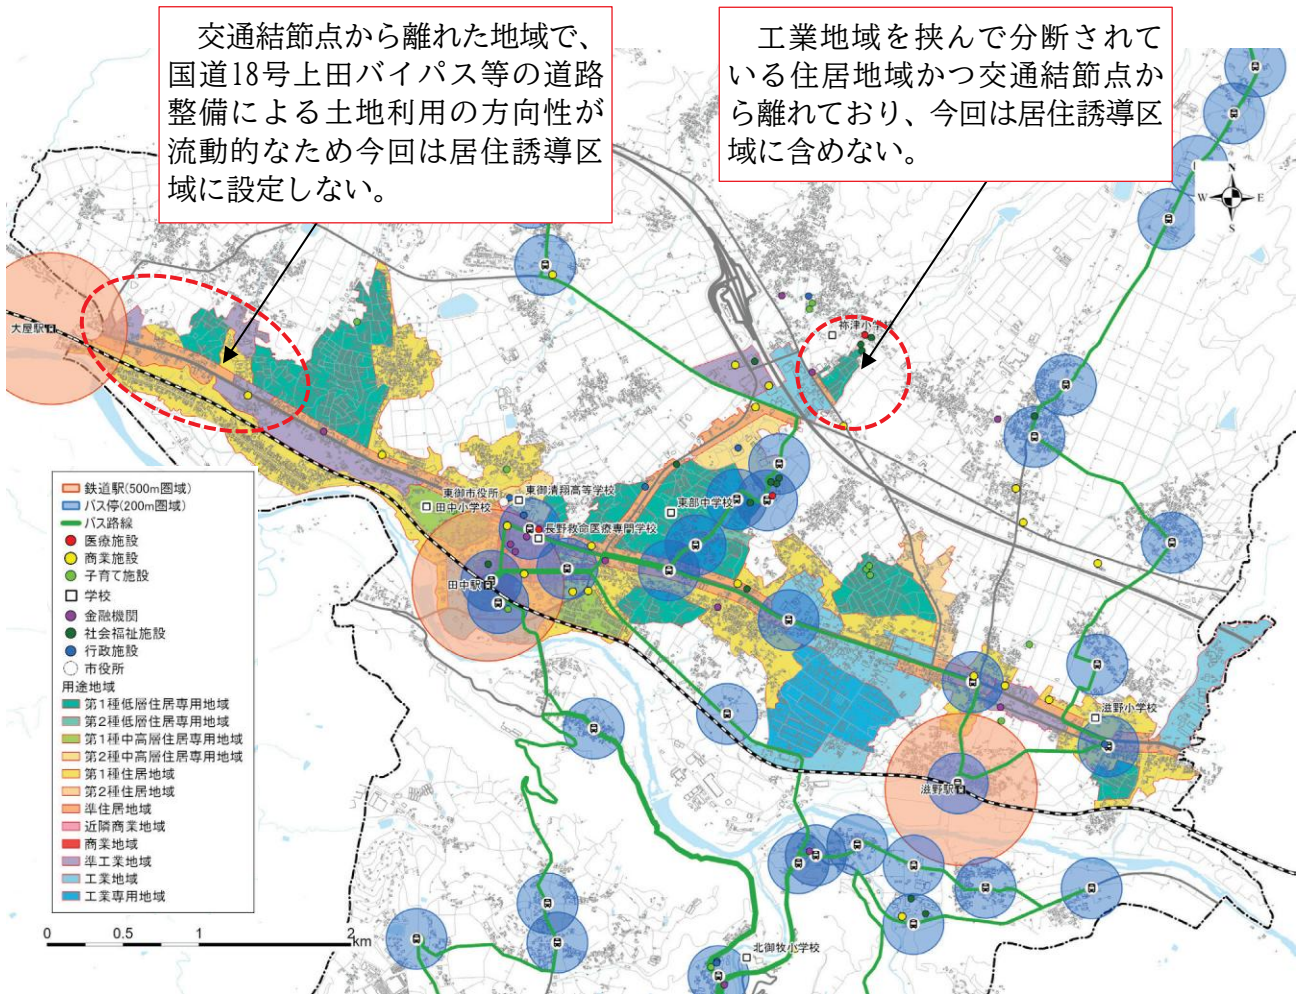 交通結節点から離れた地域で、
国道18号上田バイパス等の道路
整備による土地利用の方向性が
流動的なため今回は居住誘導区
域に設定しない。
工業地域を挟んで分断されて
いる住居地域かつ交通結節点か
ら離れており、今回は居住誘導区
域に含めない。
N
W
E
S
大屋駅
祢津小学校
東御市役所
東御清翔高等学校
田中小学校
東部中学校
長野救命医療専門学校
田中駅
滋野小学校
滋野駅
北御牧小学校
鉄道駅(500m圏域)
バス停(200m圏域)
バス路線
医療施設
商業施設
子育て施設
学校
金融機関
社会福祉施設
行政施設
市役所
用途地域
第1種低層住居専用地域
第2種低層住居専用地域
第1種中高層住居専用地域
第2種中高層住居専用地域
第1種住居地域
第2種住居地域
準住居地域
近隣商業地域
商業地域
準工業地域
工業地域
工業専用地域
0 0.5 1 2 km